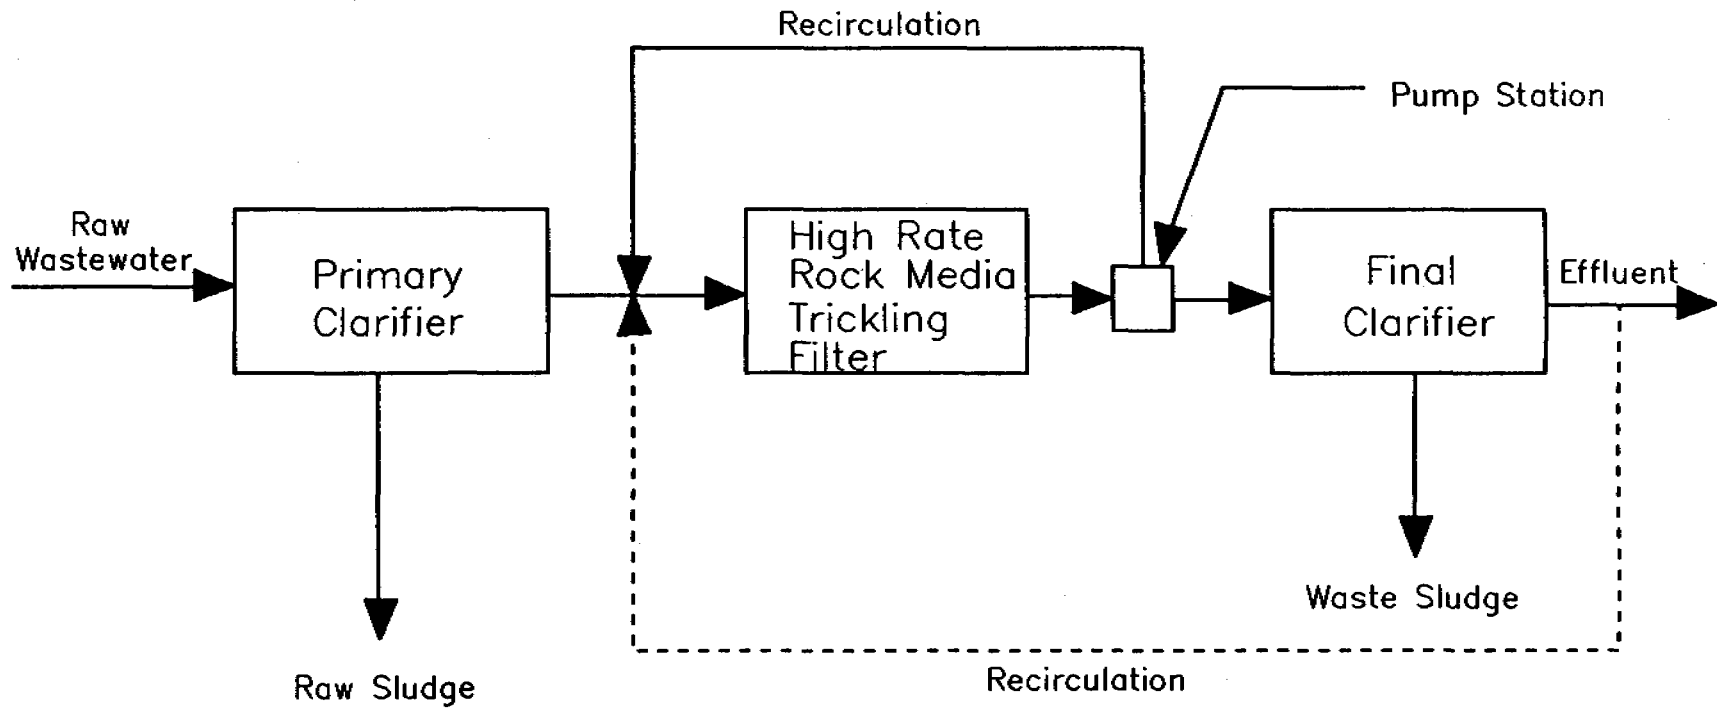 Recirculation
Pump Station
Raw
Wastewater
Primary
Clarifier
High Rate
Rock Media
Trickling
Filter
Final
Clarifier
Effluent
Waste Sludge
Raw Sludge
Recirculation